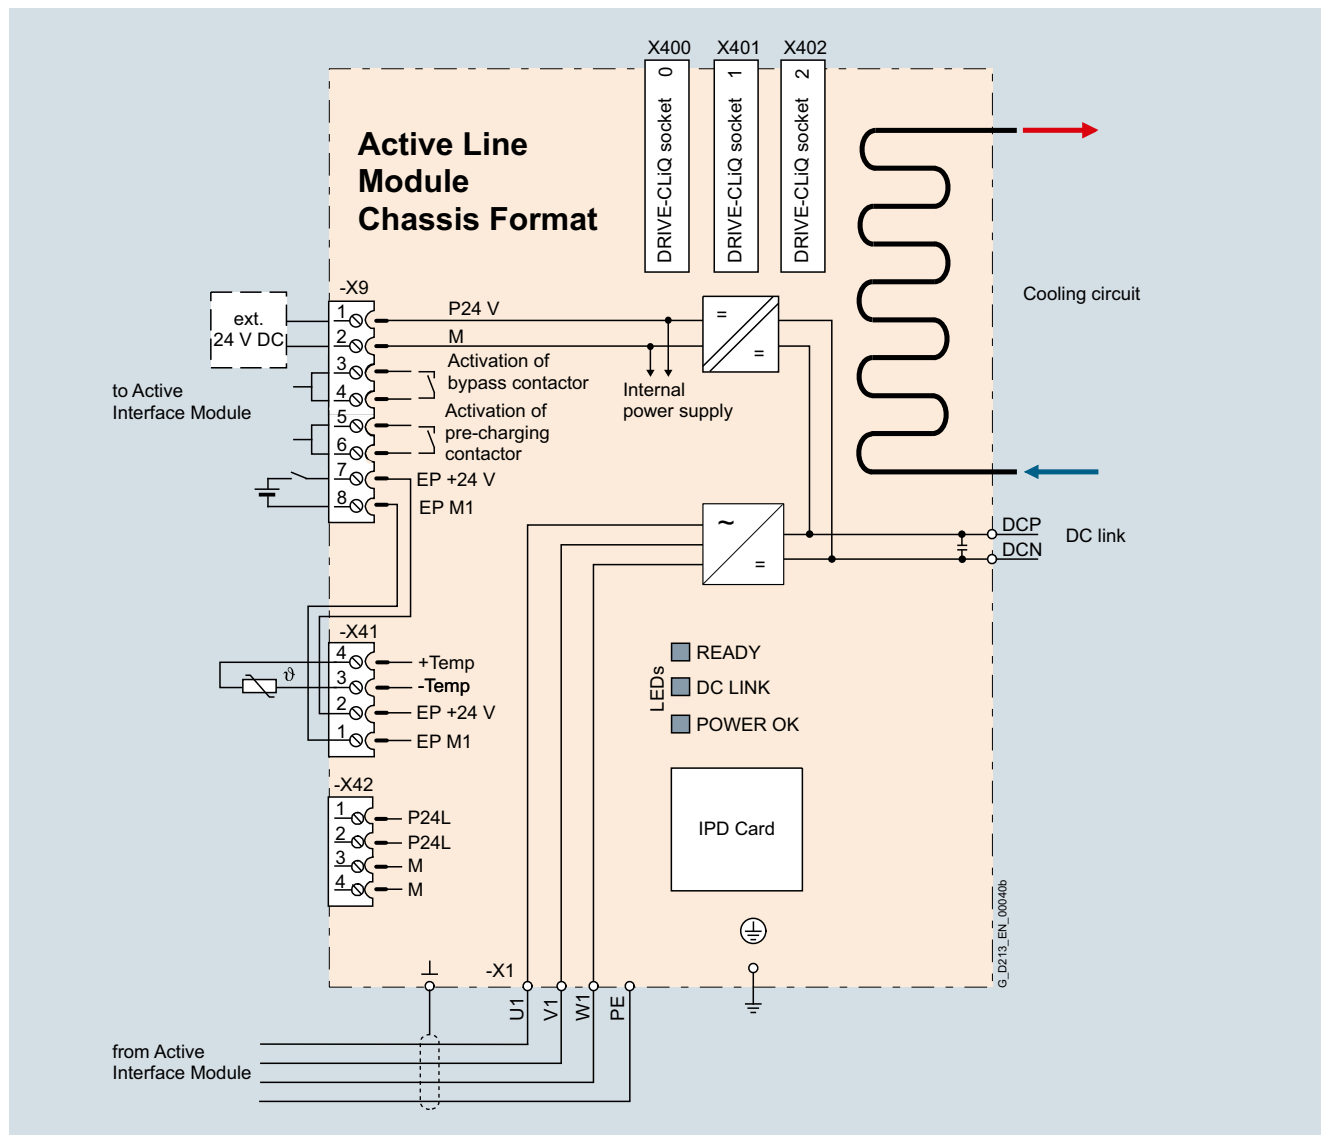 X400 X401 X402
DRIVE-CLiQ socket 0
DRIVE-CLiQ socket 1
DRIVE-CLiQ socket 2
Active Line
Module
Chassis Format
Cooling circuit
-X9
ext.
24 V DC
1
2
3
4
5
6
7
8
P24 V
M
Activation of
bypass contactor
Activation of
pre-charging
contactor
EP +24 V
EP M1
to Active
Interface Module
=
=
Internal
power supply
~
=
DCP
DCN
DC link
-X41
4
3
2
1
+Temp
-Temp
EP +24 V
EP M1
ϑ
LEDs
READY
DC LINK
POWER OK
-X42
1
2
3
4
P24L
P24L
M
M
IPD Card
G_D213_EN_00040b
-X1
U1
V1
W1
PE
from Active
Interface Module